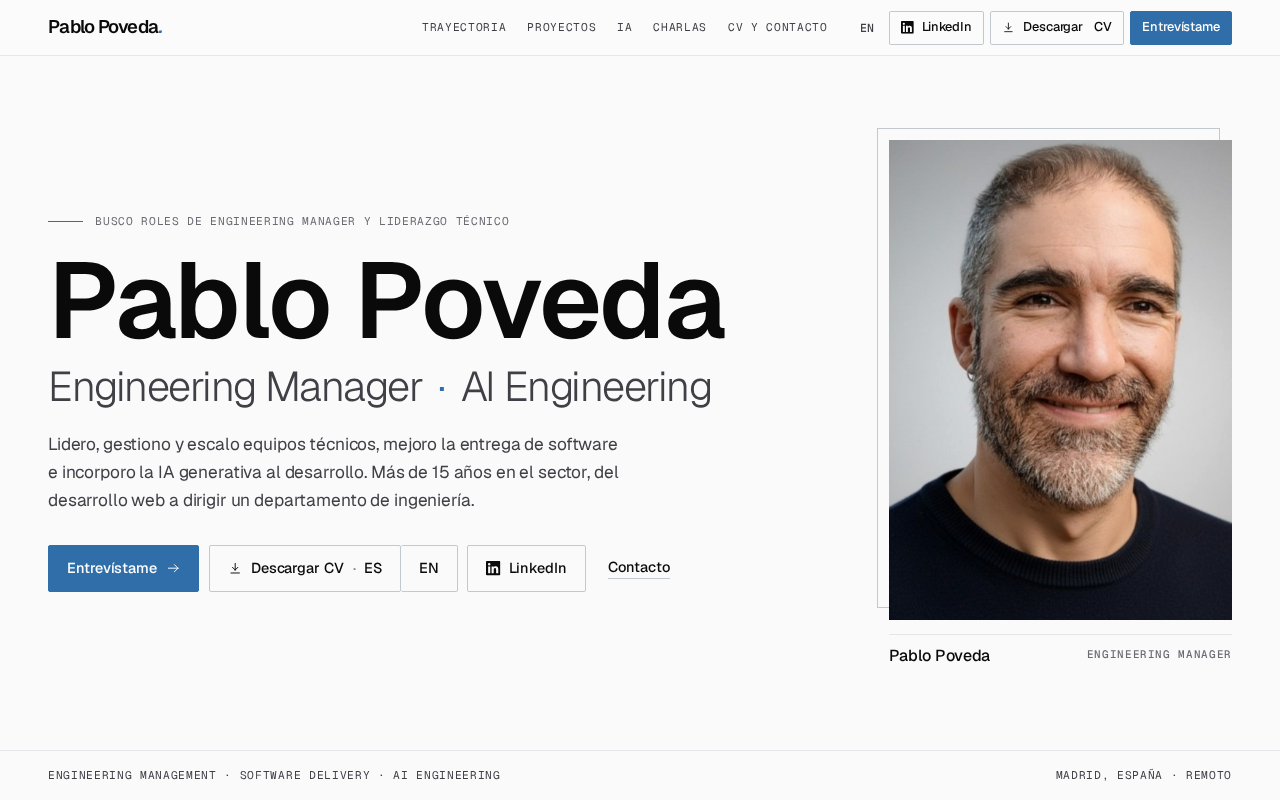 Pablo Poveda.
TRAYECTORIA PROYECTOS IA CHARLAS CV Y CONTACTO EN LinkedIn Descargar CV Entrevístame
BUSCO ROLES DE ENGINEERING MANAGER Y LIDERAZGO TÉCNICO
Pablo Poveda
Engineering Manager · AI Engineering
Lidero, gestiono y escalo equipos técnicos, mejoro la entrega de software
e incorporo la IA generativa al desarrollo. Más de 15 años en el sector, del
desarrollo web a dirigir un departamento de ingeniería.
Entrevístame → Descargar CV · ES EN LinkedIn Contacto
Pablo Poveda ENGINEERING MANAGER
ENGINEERING MANAGEMENT · SOFTWARE DELIVERY · AI ENGINEERING
MADRID, ESPAÑA · REMOTO